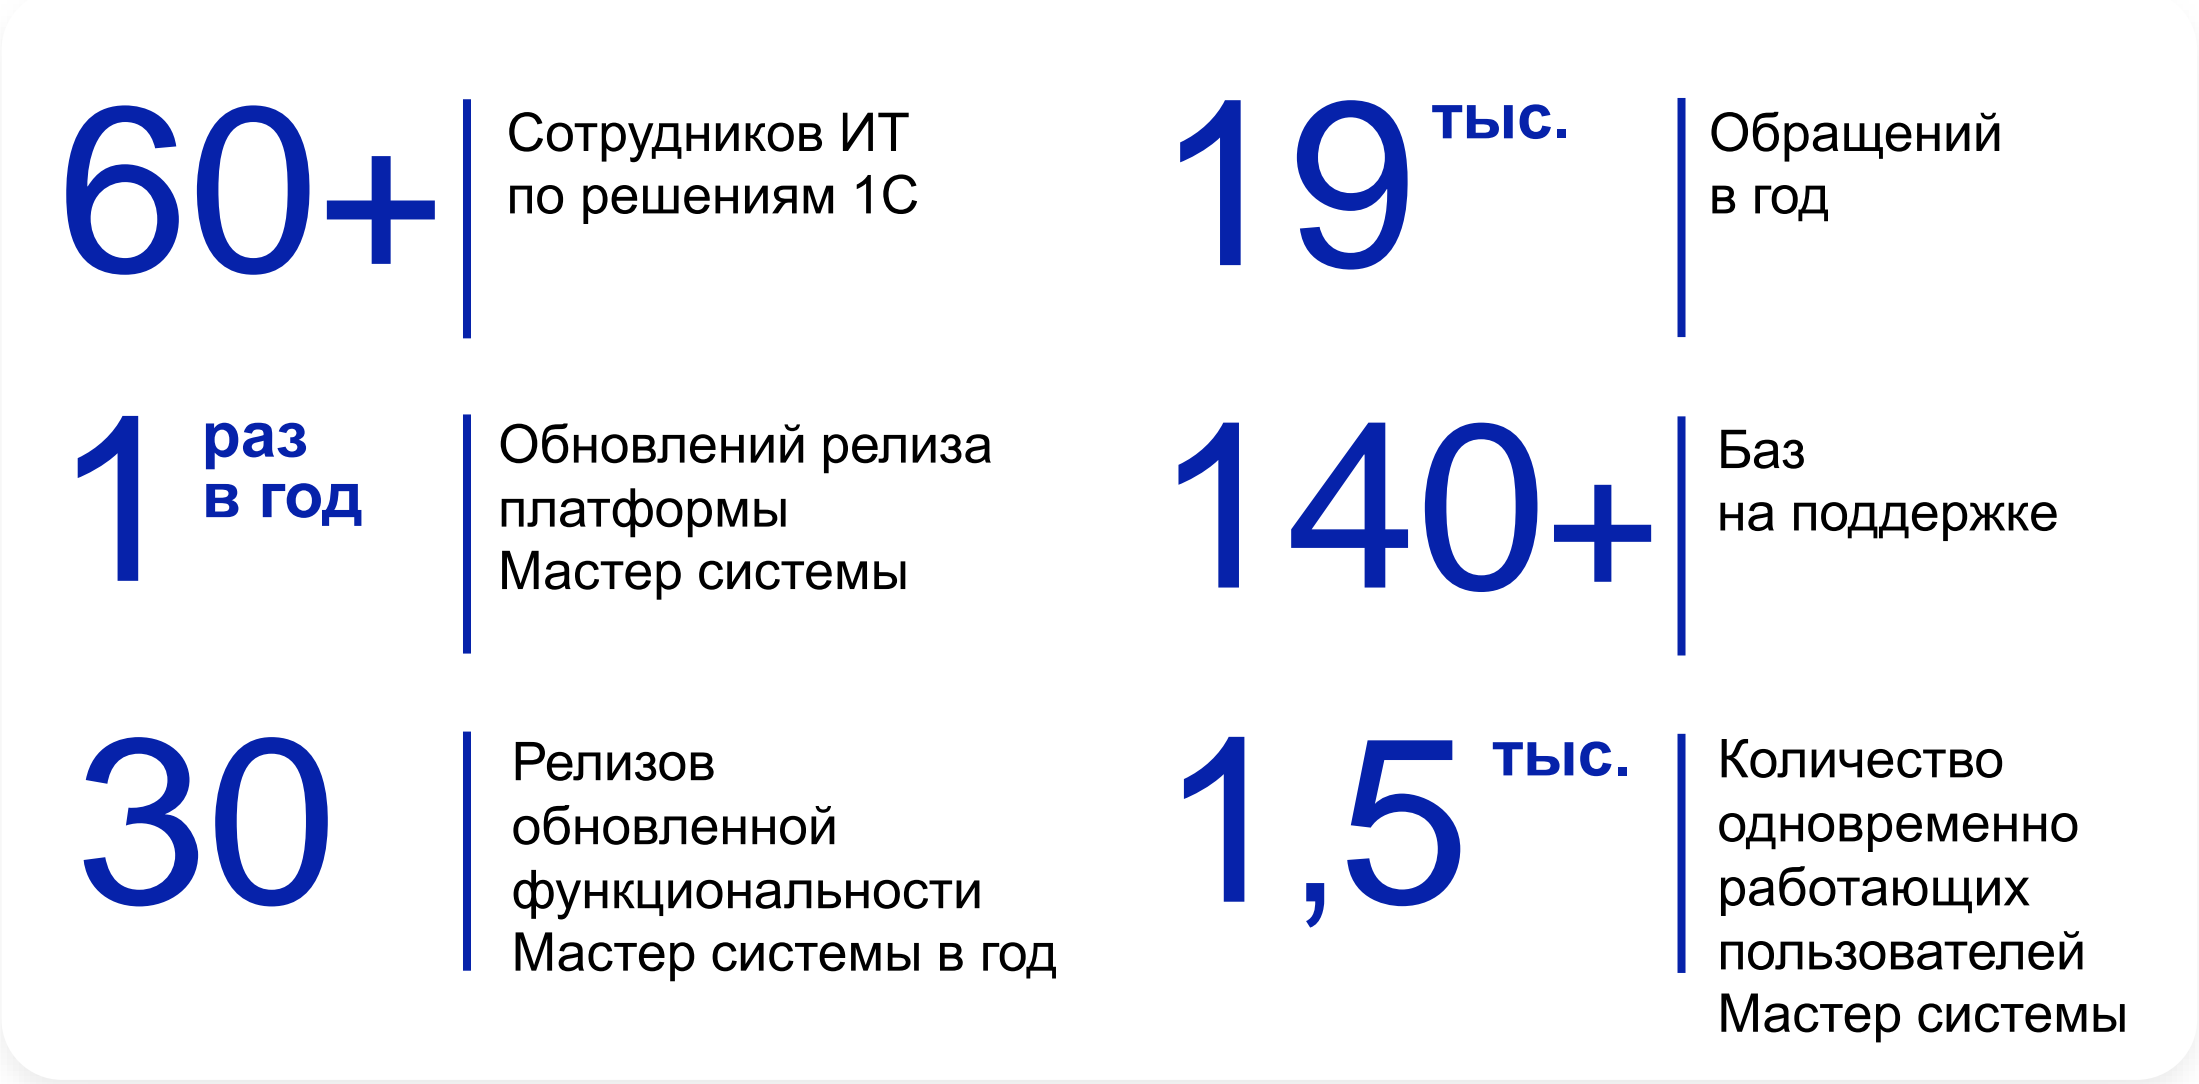 60+
Сотрудников ИТ
по решениям 1С
19 тыс.
Обращений
в год
1 раз
в год
Обновлений релиза
платформы
Мастер системы
140+
Баз
на поддержке
30
Релизов
обновленной
функциональности
Мастер системы в год
1,5 тыс.
Количество
одновременно
работающих
пользователей
Мастер системы